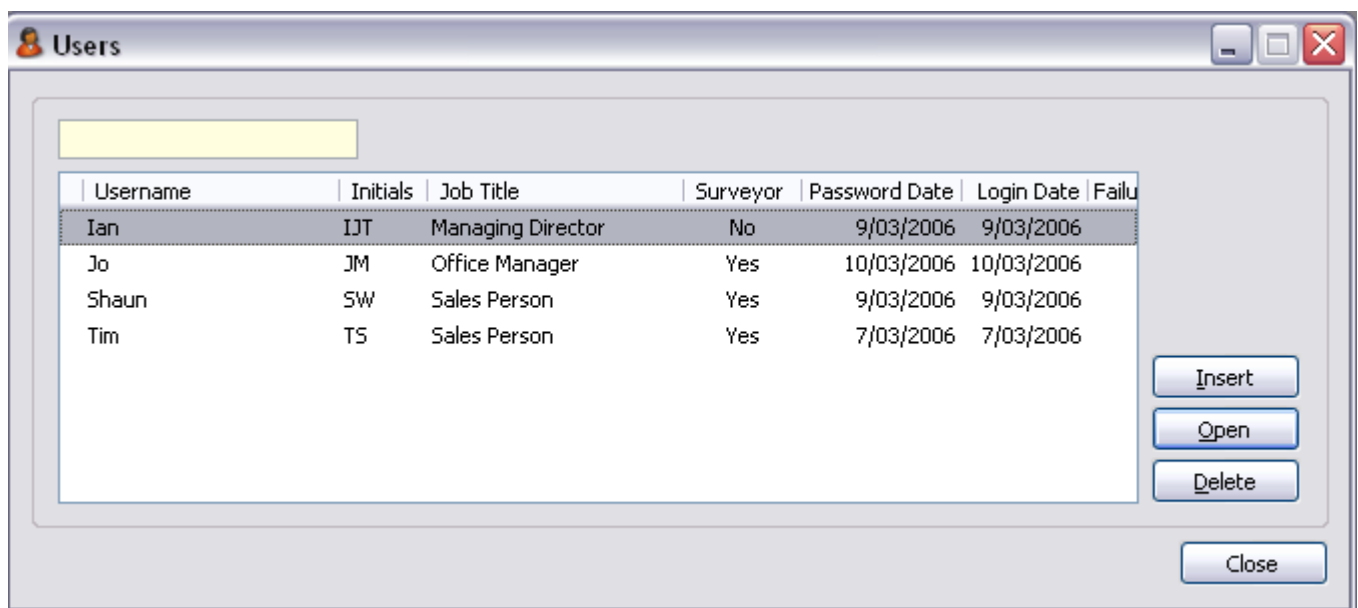 Users
Username Initials Job Title Surveyor Password Date Login Date Failu
Ian IJT Managing Director No 9/03/2006 9/03/2006
Jo JM Office Manager Yes 10/03/2006 10/03/2006
Shaun SW Sales Person Yes 9/03/2006 9/03/2006
Tim TS Sales Person Yes 7/03/2006 7/03/2006
Insert
Open
Delete
Close